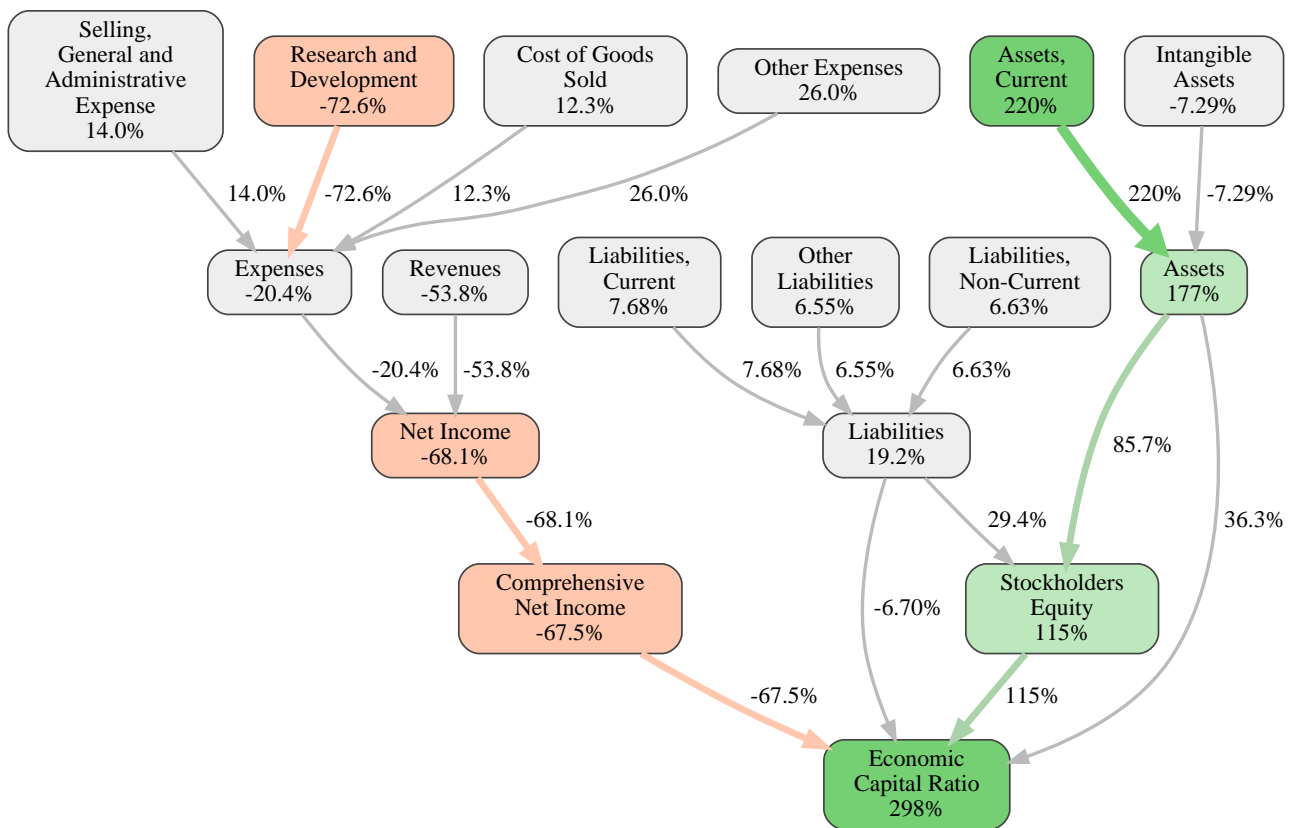 Selling,
General and
Administrative
Expense
14.0%
Research and
Development
-72.6%
Cost of Goods
Sold
12.3%
Other Expenses
26.0%
Assets,
Current
220%
Intangible
Assets
-7.29%
14.0%
-72.6%
12.3%
26.0%
220%
-7.29%
Expenses
-20.4%
Revenues
-53.8%
Liabilities,
Current
7.68%
Other
Liabilities
6.55%
Liabilities,
Non-Current
6.63%
Assets
177%
-20.4%
-53.8%
7.68%
6.55%
6.63%
Net Income
-68.1%
Liabilities
19.2%
85.7%
-68.1%
29.4%
36.3%
Comprehensive
Net Income
-67.5%
-6.70%
Stockholders
Equity
115%
-67.5%
115%
Economic
Capital Ratio
298%